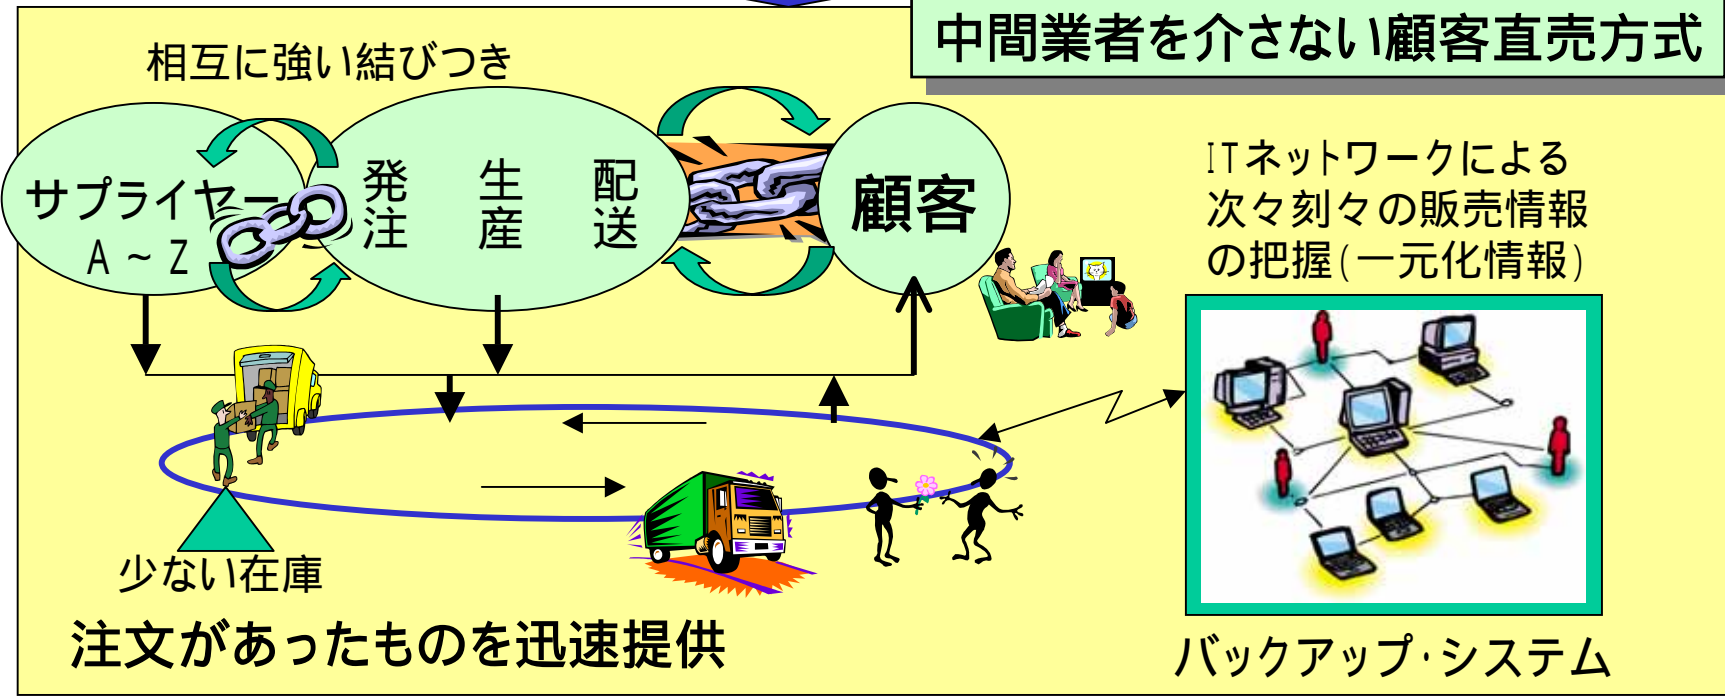 中間業者を介さない顧客直売方式
相互に強い結びつき
サプライヤー
A ~ Z
発注
生産
配送
顧客
ITネットワークによる
次々刻々の販売情報
の把握(一元化情報)
少ない在庫
注文があったものを迅速提供
バックアップ・システム